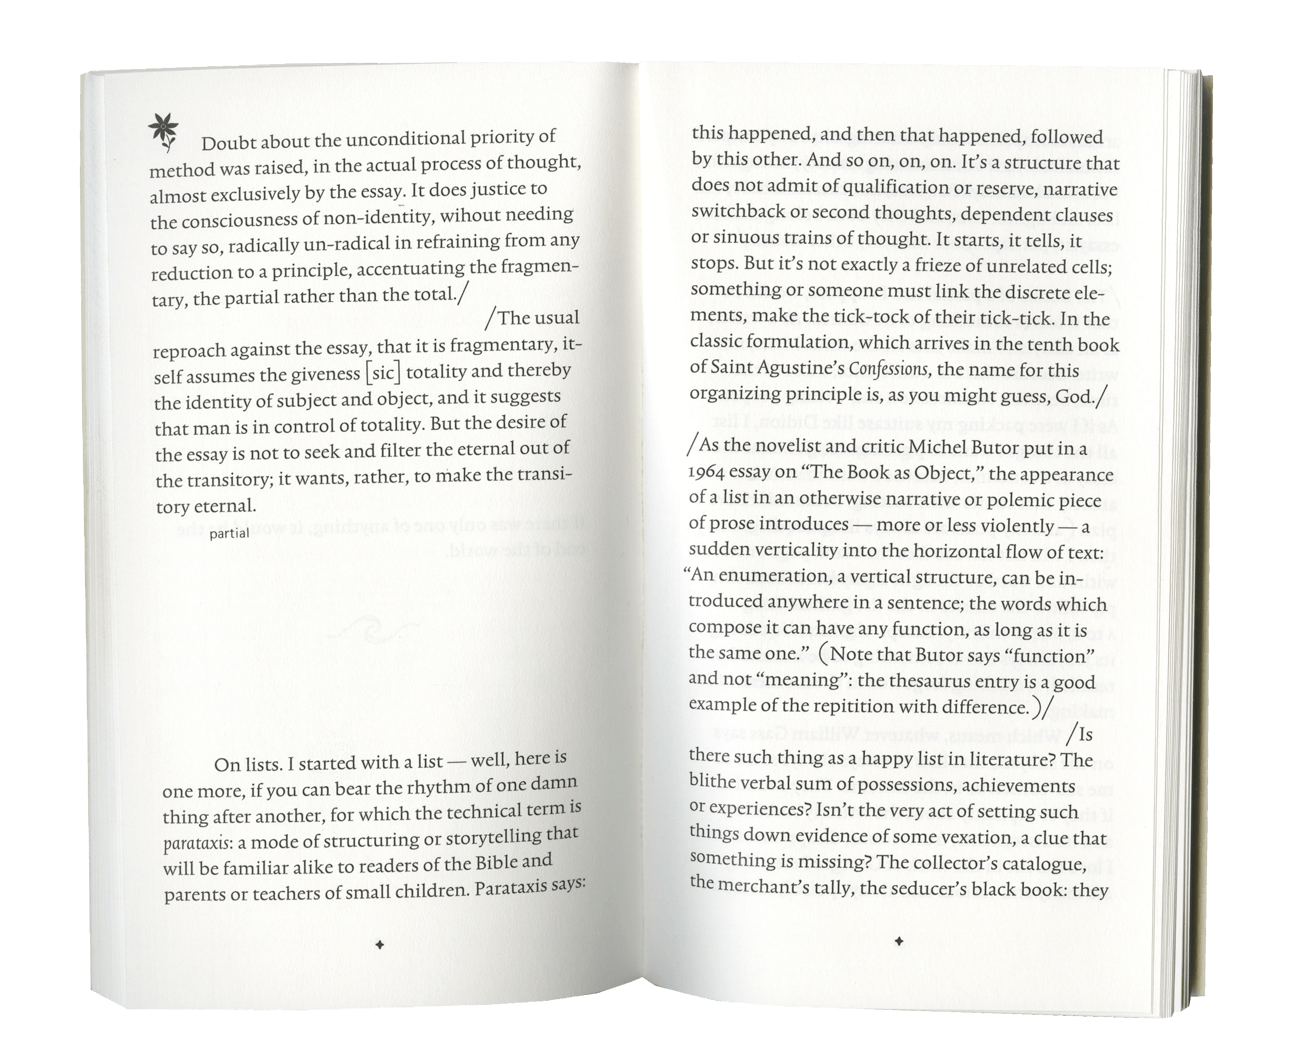 Doubt about the unconditional priority of
method was raised, in the actual process of thought,
almost exclusively by the essay. It does justice to
the consciousness of non-identity, wihout needing
to say so, radically un-radical in refraining from any
reduction to a principle, accentuating the fragmen-
tary, the partial rather than the total./
/The usual
reproach against the essay, that it is fragmentary, it-
self assumes the giveness [sic] totality and thereby
the identity of subject and object, and it suggests
that man is in control of totality. But the desire of
the essay is not to seek and filter the eternal out of
the transitory; it wants, rather, to make the transi-
tory eternal.
partial
On lists. I started with a list — well, here is
one more, if you can bear the rhythm of one damn
thing after another, for which the technical term is
parataxis: a mode of structuring or storytelling that
will be familiar alike to readers of the Bible and
parents or teachers of small children. Parataxis says:
this happened, and then that happened, followed
by this other. And so on, on, on. It’s a structure that
does not admit of qualification or reserve, narrative
switchback or second thoughts, dependent clauses
or sinuous trains of thought. It starts, it tells, it
stops. But it’s not exactly a frieze of unrelated cells;
something or someone must link the discrete ele-
ments, make the tick-tock of their tick-tick. In the
classic formulation, which arrives in the tenth book
of Saint Agustine’s Confessions, the name for this
organizing principle is, as you might guess, God./
/As the novelist and critic Michel Butor put in a
1964 essay on “The Book as Object,” the appearance
of a list in an otherwise narrative or polemic piece
of prose introduces — more or less violently — a
sudden verticality into the horizontal flow of text:
“An enumeration, a vertical structure, can be in-
troduced anywhere in a sentence; the words which
compose it can have any function, as long as it is
the same one.” (Note that Butor says “function”
and not “meaning”: the thesaurus entry is a good
example of the repitition with difference.)/
/Is
there such thing as a happy list in literature? The
blithe verbal sum of possessions, achievements
or experiences? Isn’t the very act of setting such
things down evidence of some vexation, a clue that
something is missing? The collector’s catalogue,
the merchant’s tally, the seducer’s black book: they